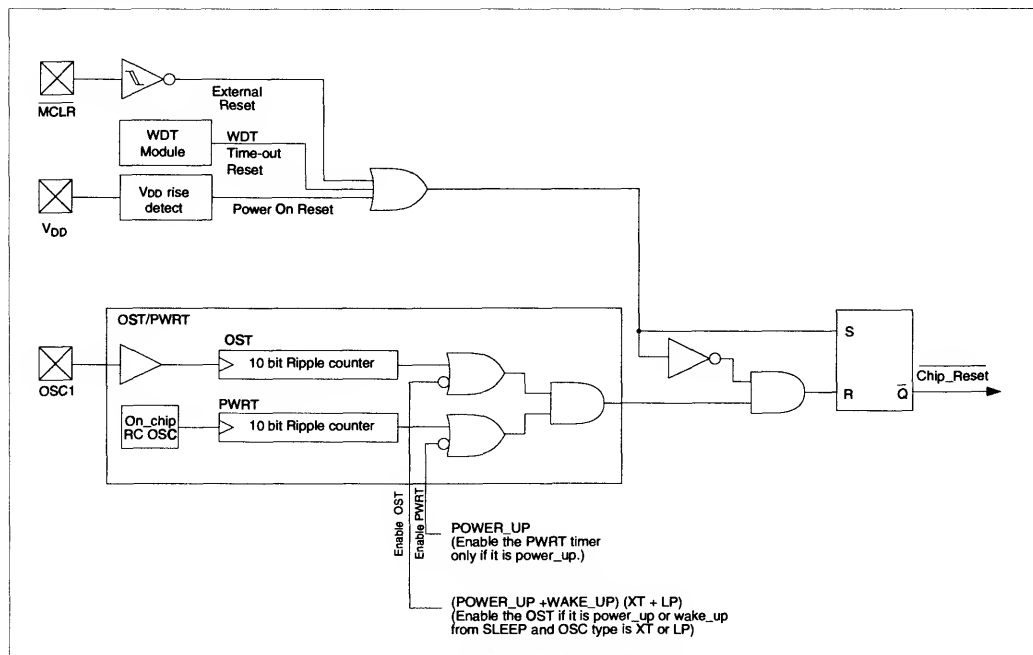 MCLR
External
Reset
WDT
Module
WDT
Time-out
Reset
VDD rise
detect
Power On Reset
VDD
OST/PWRT
OST
10 bit Ripple counter
OSC1
On_chip
RC OSC
PWRT
10 bit Ripple counter
S
R
Q
Chip_Reset
Enable OST
Enable PWRT
POWER_UP
(Enable the PWRT timer
only if it is power_up.)
(POWER_UP +WAKE_UP) (XT + LP)
(Enable the OST if it is power_up or wake_up
from SLEEP and OSC type is XT or LP)